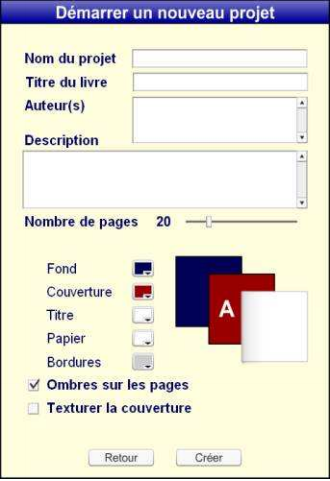 Démarrer un nouveau projet
Nom du projet
Titre du livre
Auteur(s)
Description
Nombre de pages 20
Fond
Couverture
Titre
Papier
Bordures
A
Ombres sur les pages
Texturer la couverture
Retour Créer